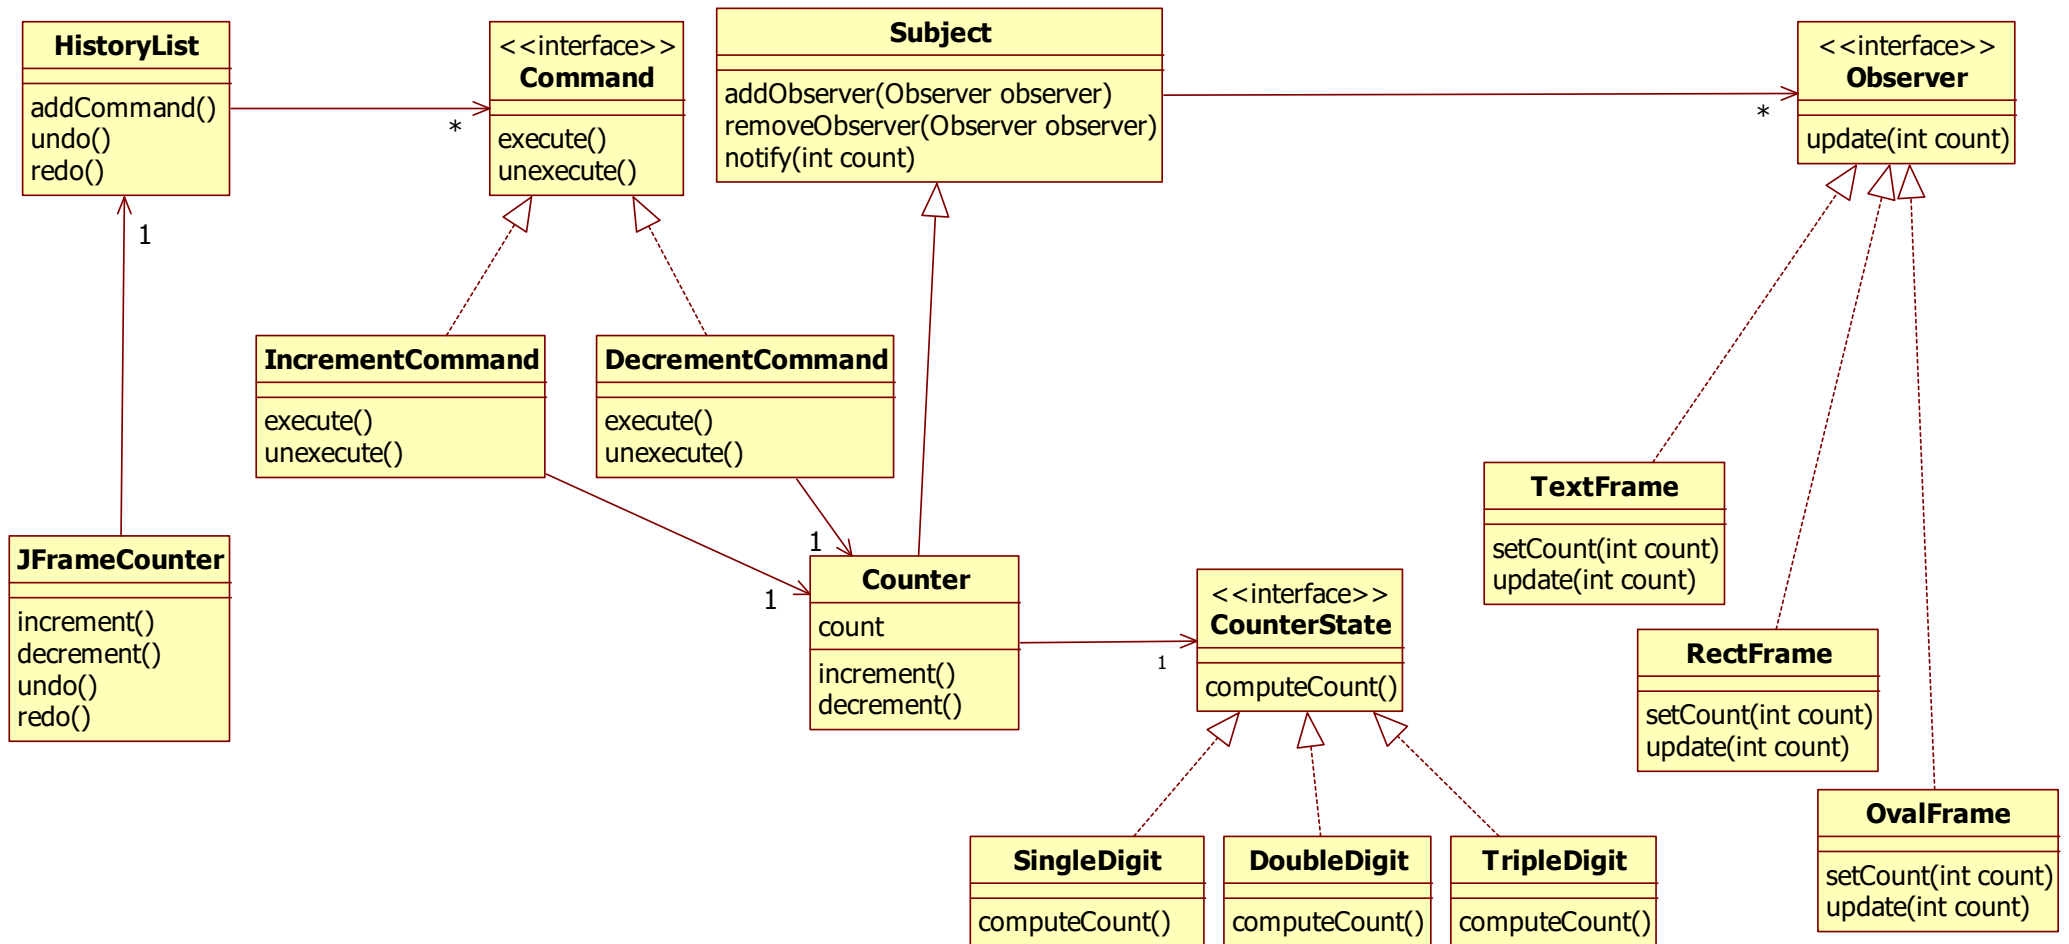 HistoryList
addCommand()
undo()
redo()
*
<<interface>>
Command
execute()
unexecute()
Subject
addObserver(Observer observer)
removeObserver(Observer observer)
notify(int count)
*
<<interface>>
Observer
update(int count)
1
IncrementCommand
execute()
unexecute()
DecrementCommand
execute()
unexecute()
JFrameCounter
increment()
decrement()
undo()
redo()
1
1
Counter
count
increment()
decrement()
1
<<interface>>
CounterState
computeCount()
TextFrame
setCount(int count)
update(int count)
RectFrame
setCount(int count)
update(int count)
OvalFrame
setCount(int count)
update(int count)
SingleDigit
computeCount()
DoubleDigit
computeCount()
TripleDigit
computeCount()